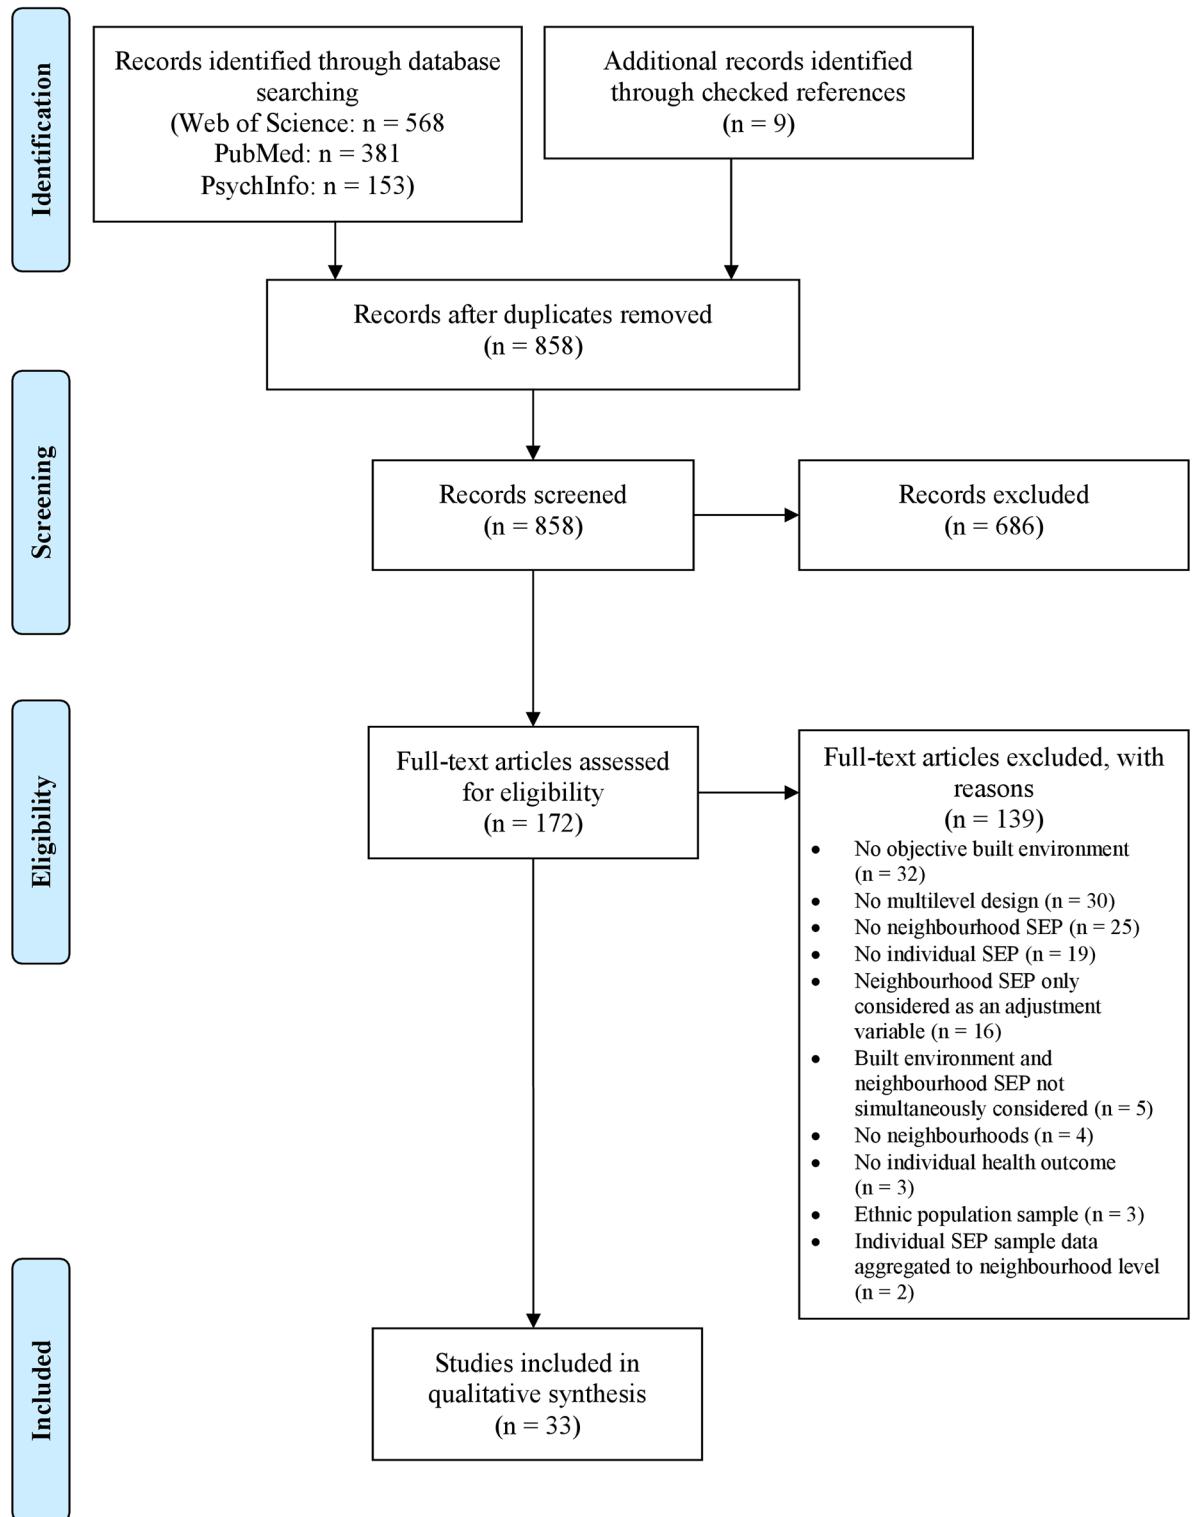 Identification
Records identified through database
searching
(Web of Science: n = 568
PubMed: n = 381
PsychInfo: n = 153)
Additional records identified
through checked references
(n = 9)
Records after duplicates removed
(n = 858)
Screening
Records screened
(n = 858)
Records excluded
(n = 686)
Eligibility
Full-text articles assessed
for eligibility
(n = 172)
Full-text articles excluded, with
reasons
(n = 139)
• No objective built environment
(n = 32)
• No multilevel design (n = 30)
• No neighbourhood SEP (n = 25)
• No individual SEP (n = 19)
• Neighbourhood SEP only
considered as an adjustment
variable (n = 16)
• Built environment and
neighbourhood SEP not
simultaneously considered (n = 5)
• No neighbourhoods (n = 4)
• No individual health outcome
(n = 3)
• Ethnic population sample (n = 3)
• Individual SEP sample data
aggregated to neighbourhood level
(n = 2)
Included
Studies included in
qualitative synthesis
(n = 33)